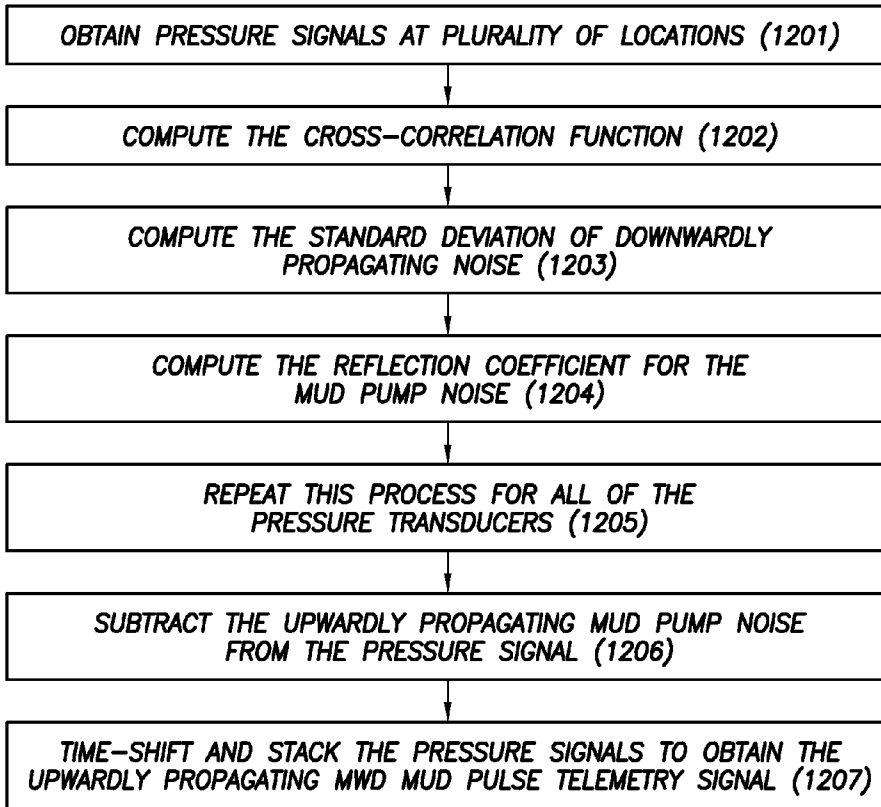 OBTAIN PRESSURE SIGNALS AT PLURALITY OF LOCATIONS (1201)
COMPUTE THE CROSS-CORRELATION FUNCTION (1202)
COMPUTE THE STANDARD DEVIATION OF DOWNWARDLY
PROPAGATING NOISE (1203)
COMPUTE THE REFLECTION COEFFICIENT FOR THE
MUD PUMP NOISE (1204)
REPEAT THIS PROCESS FOR ALL OF THE
PRESSURE TRANSDUCERS (1205)
SUBTRACT THE UPWARDLY PROPAGATING MUD PUMP NOISE
FROM THE PRESSURE SIGNAL (1206)
TIME-SHIFT AND STACK THE PRESSURE SIGNALS TO OBTAIN THE
UPWARDLY PROPAGATING MWD MUD PULSE TELEMETRY SIGNAL (1207)